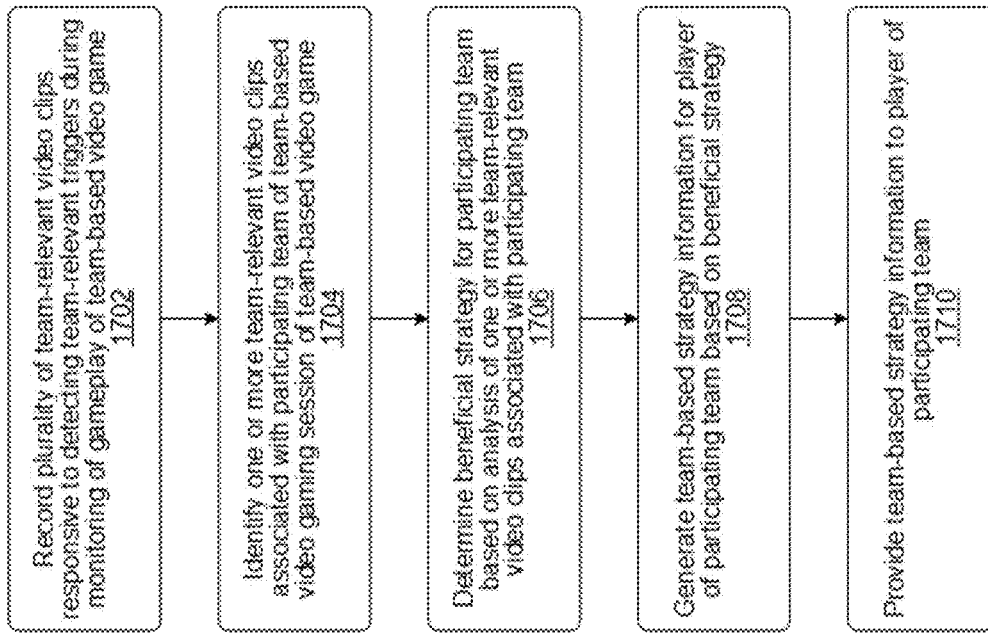 Record plurality of team-relevant video clips
responsive to detecting team-relevant triggers during
monitoring of gameplay of team-based video game
1702
Identify one or more team-relevant video clips
associated with participating team of team-based
video gaming session of team-based video game
1704
Determine beneficial strategy for participating team
based on analysis of one or more team-relevant
video clips associated with participating team
1706
Generate team-based strategy information for player
of participating team based on beneficial strategy
1708
Provide team-based strategy information to player of
participating team
1710